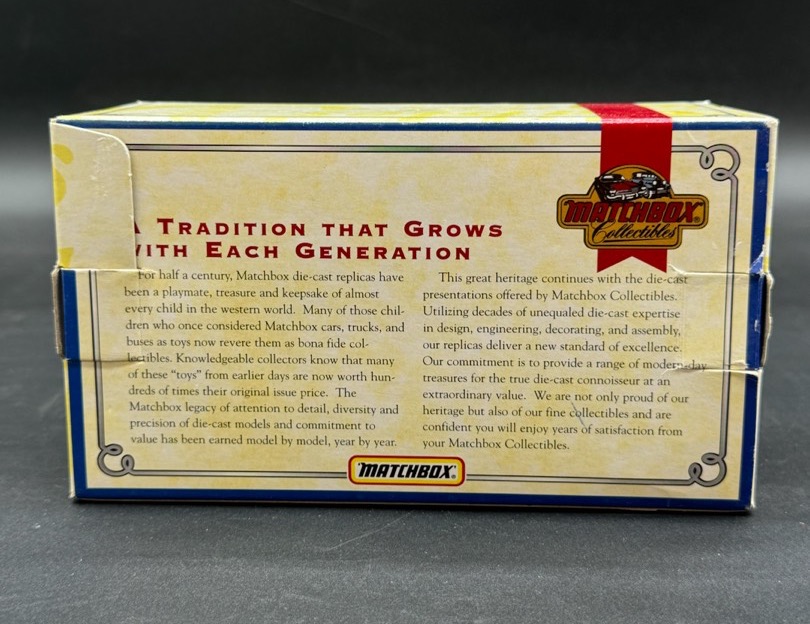 A TRADITION THAT GROWS
WITH EACH GENERATION
For half a century, Matchbox die-cast replicas have
been a playmate, treasure and keepsake of almost
every child in the western world. Many of those chil-
dren who once considered Matchbox cars, trucks, and
buses as toys now revere them as bona fide col-
lectibles. Knowledgeable collectors know that many
of these “toys” from earlier days are now worth hun-
dreds of times their original issue price. The
Matchbox legacy of attention to detail, diversity and
precision of die-cast models and commitment to
value has been earned model by model, year by year.
MATCHBOX®
Collectibles
This great heritage continues with the die-cast
presentations offered by Matchbox Collectibles.
Utilizing decades of unequaled die-cast expertise
in design, engineering, decorating, and assembly,
our replicas deliver a new standard of excellence.
Our commitment is to provide a range of modern-day
treasures for the true die-cast connoisseur at an
extraordinary value. We are not only proud of our
heritage but also of our fine collectibles and are
confident you will enjoy years of satisfaction from
your Matchbox Collectibles.
MATCHBOX®